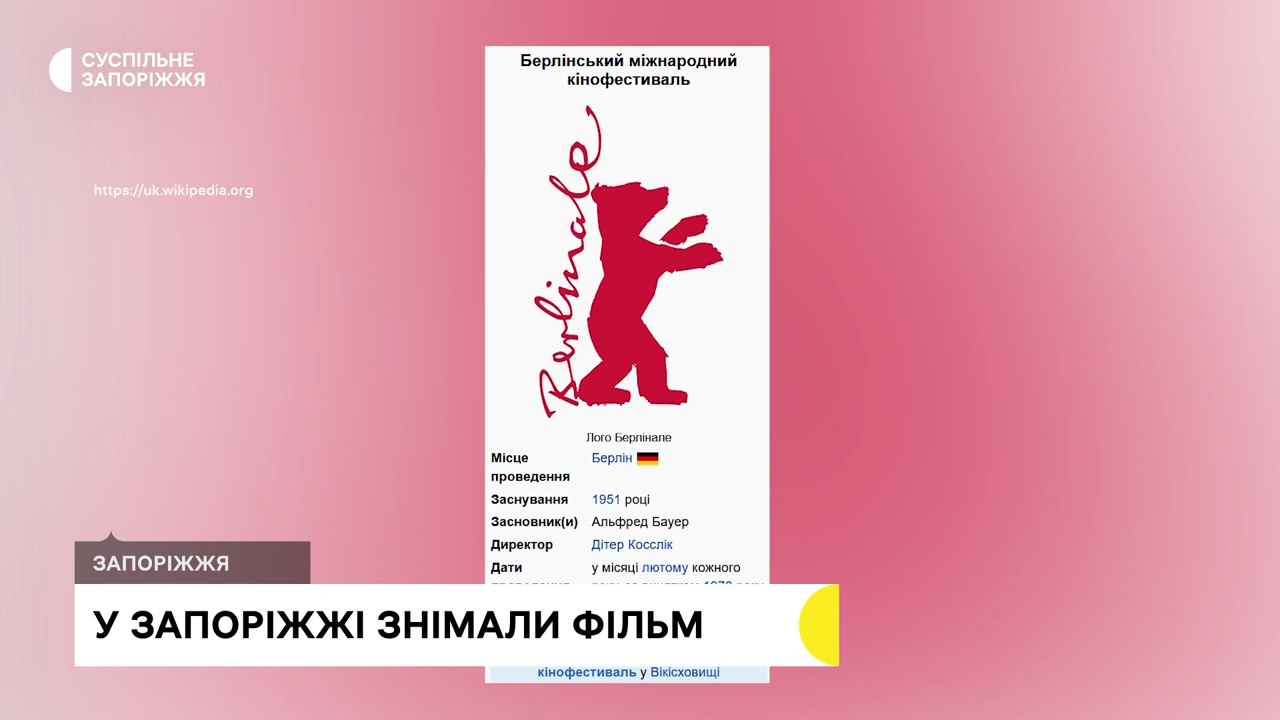 СУСПІЛЬНЕ
ЗАПОРІЖЖЯ
https://uk.wikipedia.org
Берлінський міжнародний
кінофестиваль
Berlinale
Лого Берлінале
Місце Берлін
проведення
Заснування 1951 році
Засновник(и) Альфред Бауер
Директор Дітер Косслік
Дати у місяці лютому кожного
ЗАПОРІЖЖЯ
У ЗАПОРІЖЖІ ЗНІМАЛИ ФІЛЬМ
кінофестиваль у Вікісховищі